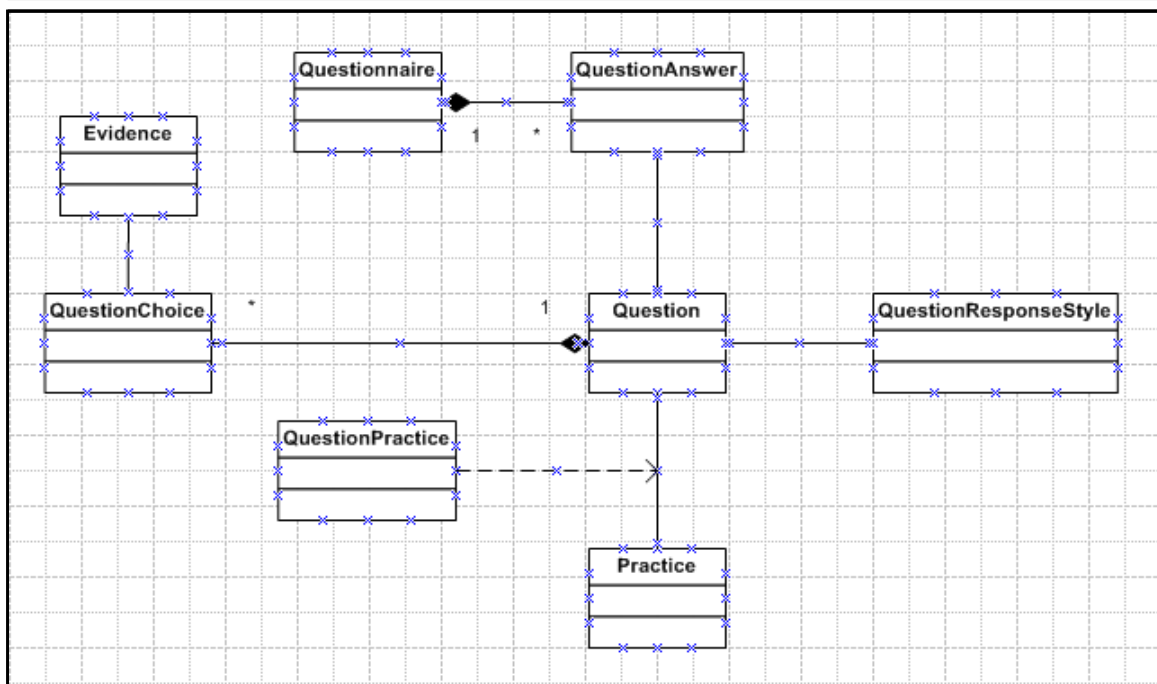 Questionnaire
QuestionAnswer
Evidence
1
*
QuestionChoice
*
1
Question
QuestionResponseStyle
QuestionPractice
Practice